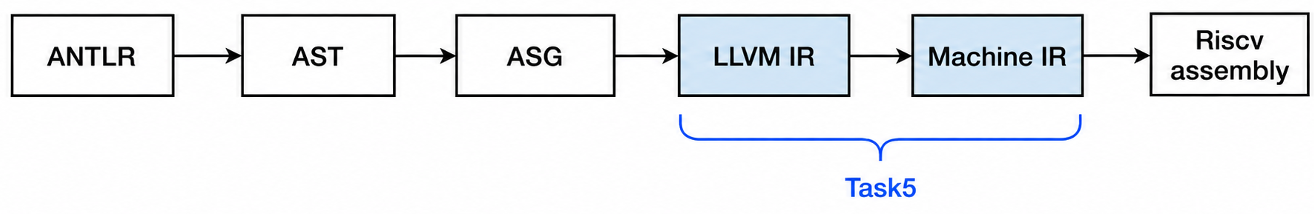 ANTLR
AST
ASG
LLVM IR
Machine IR
Riscv
assembly
Task5